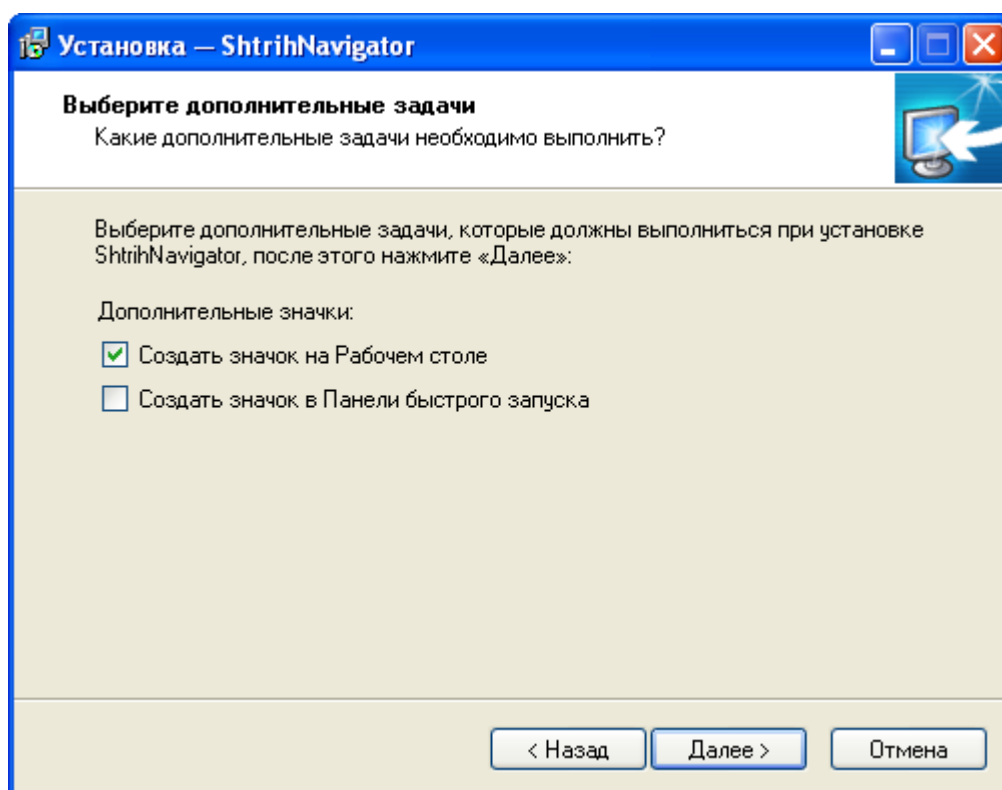 Установка — ShtrihNavigator
Выберите дополнительные задачи
Какие дополнительные задачи необходимо выполнить?
Выберите дополнительные задачи, которые должны выполниться при установке
ShtrihNavigator, после этого нажмите «Далее»:
Дополнительные значки:
Создать значок на Рабочем столе
Создать значок в Панели быстрого запуска
< Назад
Далее >
Отмена